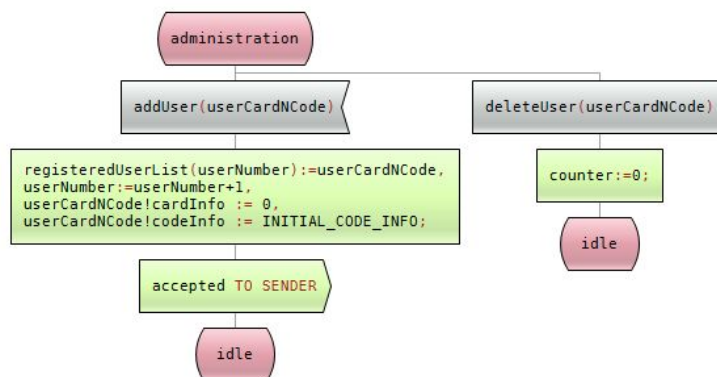 administration
addUser(userCardNCode)
registeredUserList(userNumber):=userCardNCode,
userNumber:=userNumber+1,
userCardNCode!cardInfo := 0,
userCardNCode!codeInfo := INITIAL_CODE_INFO;
accepted TO SENDER
idle
deleteUser(userCardNCode)
counter:=0;
idle